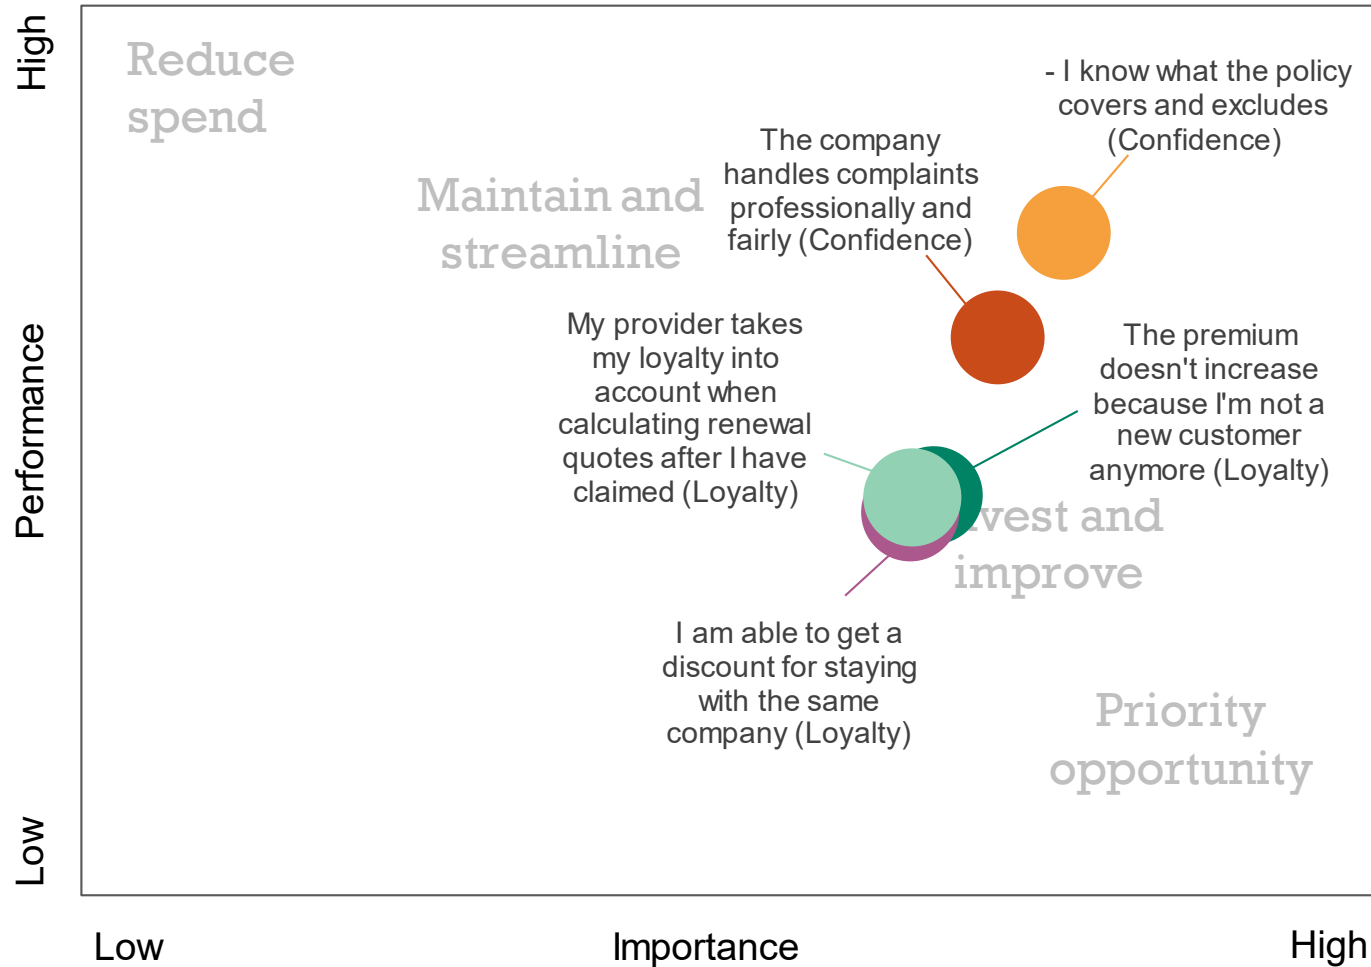 High
Performance
Low
Reduce
spend
Maintain and
streamline
- I know what the policy
covers and excludes
(Confidence)
The company
handles complaints
professionally and
fairly (Confidence)
My provider takes
my loyalty into
account when
calculating renewal
quotes after I have
claimed (Loyalty)
The premium
doesn't increase
because I'm not a
new customer
anymore (Loyalty)
vest and
improve
I am able to get a
discount for staying
with the same
company (Loyalty)
Priority
opportunity
Low
Importance
High